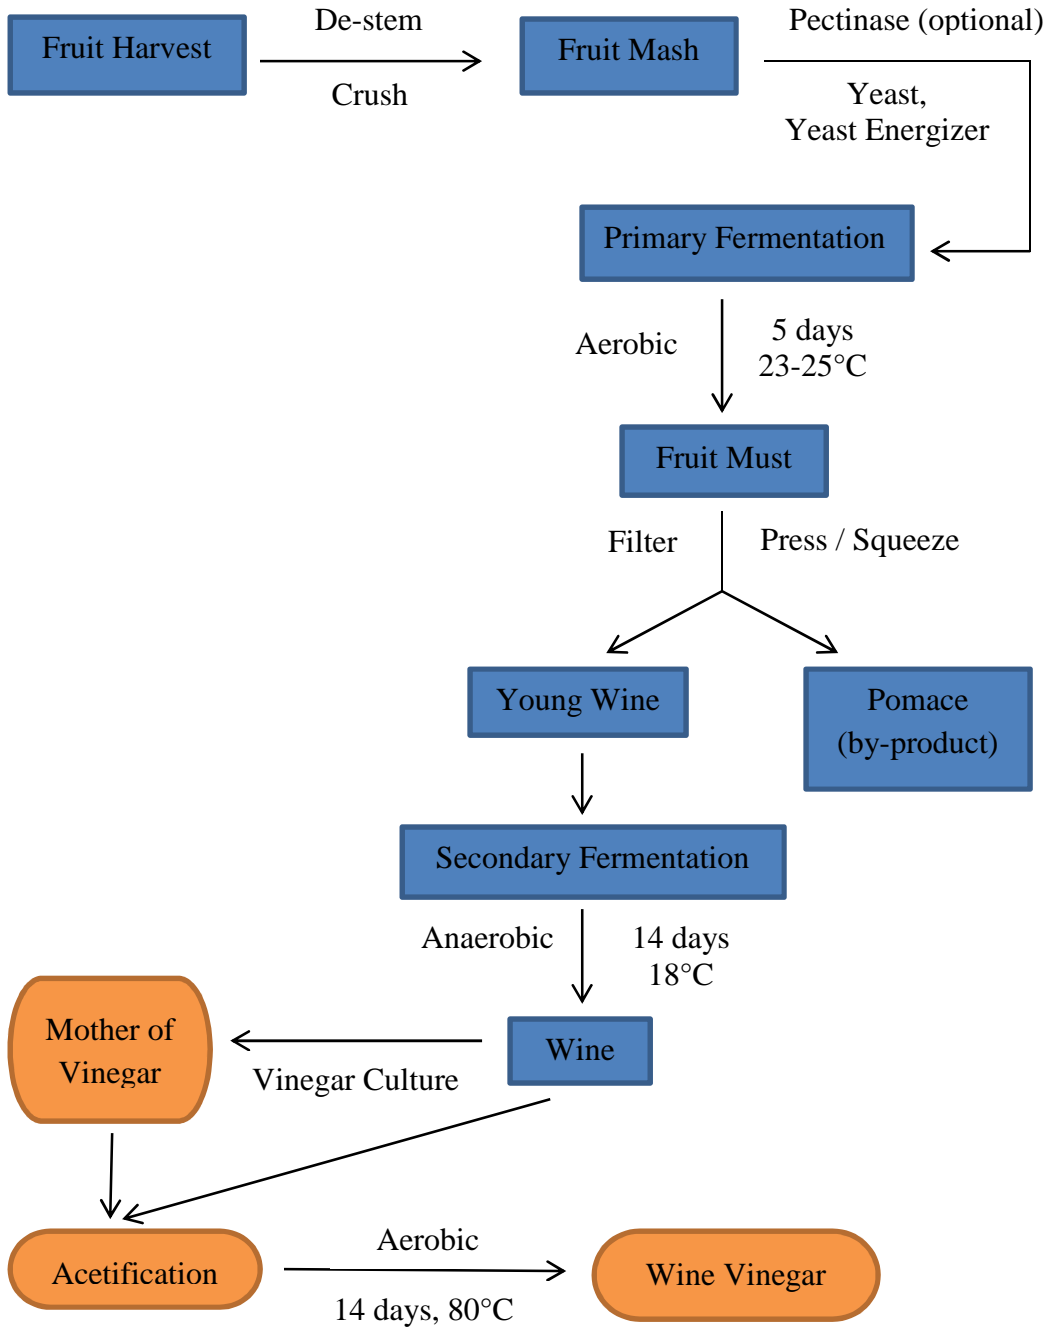 Fruit Harvest
De-stem
Crush
Fruit Mash
Pectinase (optional)
Yeast,
Yeast Energizer
Primary Fermentation
Aerobic
5 days
23-25°C
Fruit Must
Filter
Press / Squeeze
Young Wine
Pomace
(by-product)
Secondary Fermentation
Anaerobic
14 days
18°C
Wine
Vinegar Culture
Mother of
Vinegar
Acetification
Aerobic
14 days, 80°C
Wine Vinegar